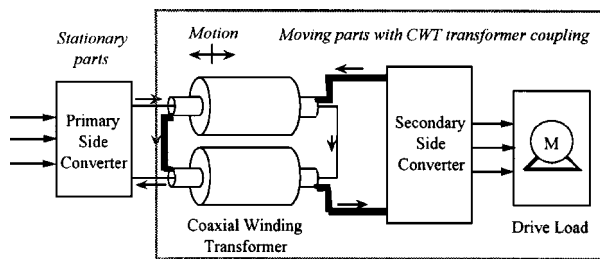 Stationary
parts
Motion
Moving parts with CWT transformer coupling
Primary
Side
Converter
Secondary
Side
Converter
M
Coaxial Winding
Transformer
Drive Load